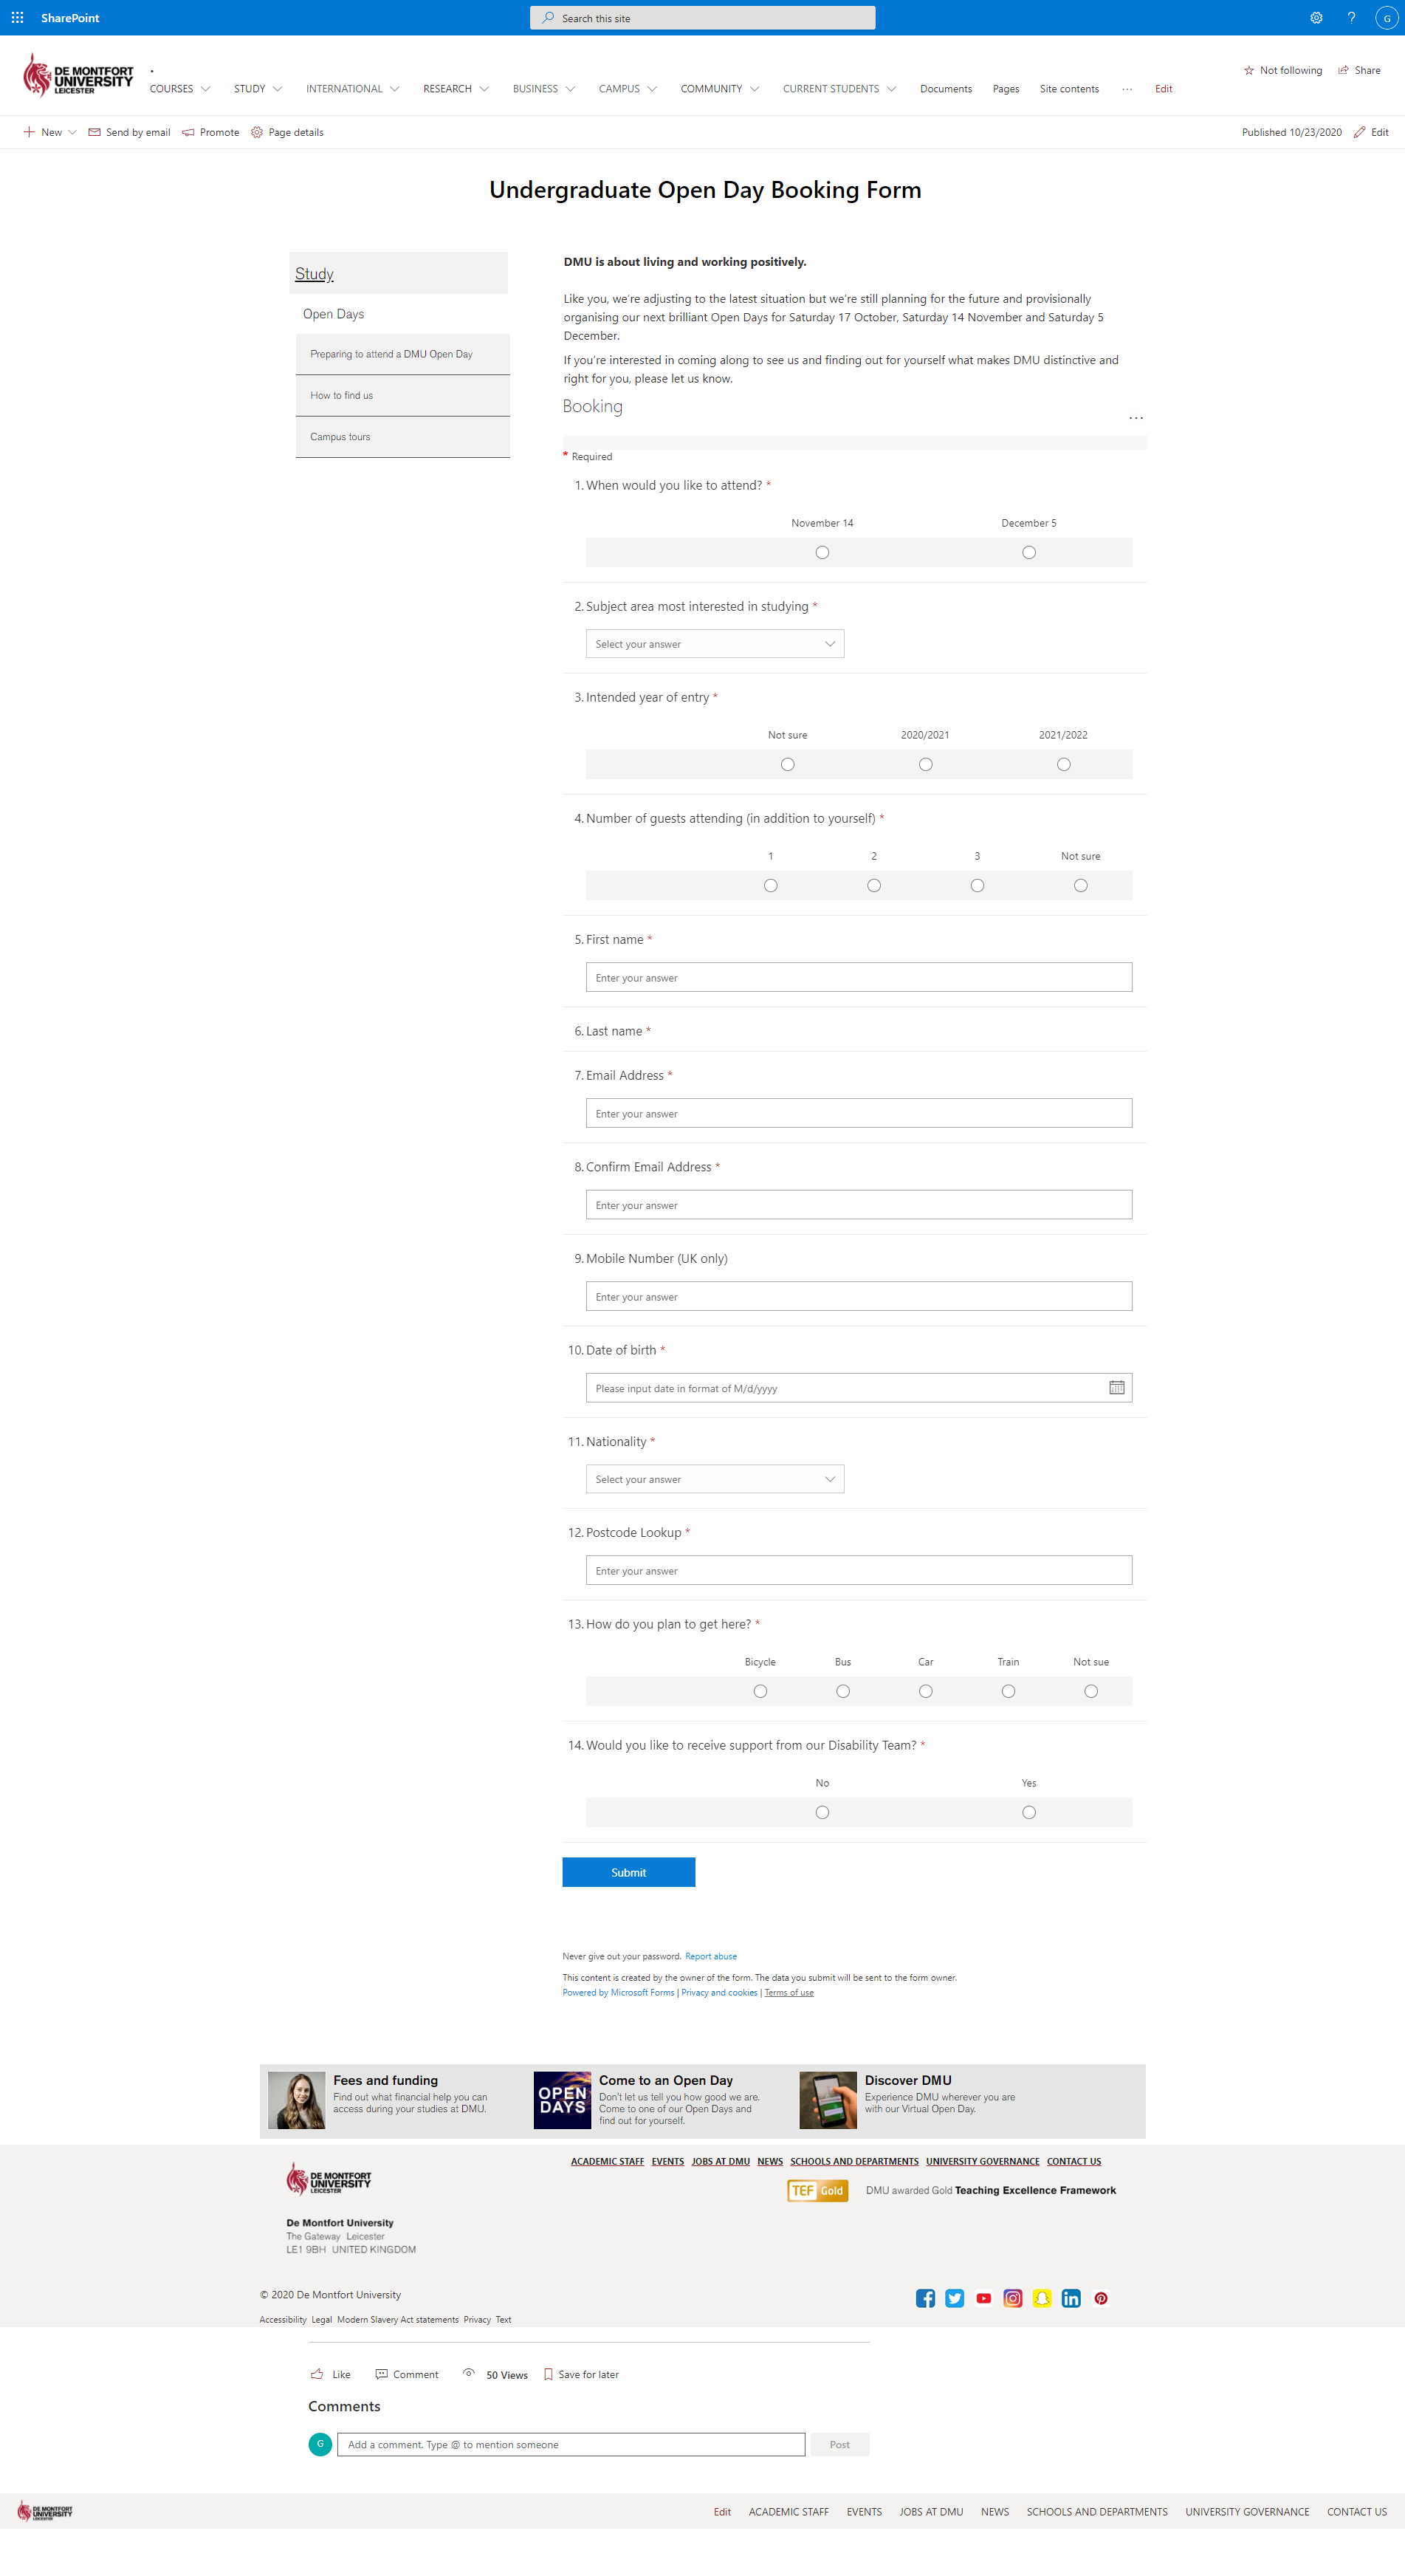 SharePoint
Search this site
?
G
DE MONTFORT
UNIVERSITY
LEICESTER
.
Not following
Share
COURSES
STUDY
INTERNATIONAL
RESEARCH
BUSINESS
CAMPUS
COMMUNITY
CURRENT STUDENTS
Documents
Pages
Site contents
...
Edit
New
Send by email
Promote
Page details
Published 10/23/2020
Edit
Undergraduate Open Day Booking Form
Study
Open Days
Preparing to attend a DMU Open Day
How to find us
Campus tours
DMU is about living and working positively.
Like you, we're adjusting to the latest situation but we're still planning for the future and provisionally
organising our next brilliant Open Days for Saturday 17 October, Saturday 14 November and Saturday 5
December.
If you're interested in coming along to see us and finding out for yourself what makes DMU distinctive and
right for you, please let us know.
Booking
...
* Required
1. When would you like to attend? *
November 14
December 5
2. Subject area most interested in studying *
Select your answer
3. Intended year of entry *
Not sure
2020/2021
2021/2022
4. Number of guests attending (in addition to yourself) *
1
2
3
Not sure
5. First name *
Enter your answer
6. Last name *
7. Email Address *
Enter your answer
8. Confirm Email Address *
Enter your answer
9. Mobile Number (UK only)
Enter your answer
10. Date of birth *
Please input date in format of M/d/yyyy
11. Nationality *
Select your answer
12. Postcode Lookup *
Enter your answer
13. How do you plan to get here? *
Bicycle
Bus
Car
Train
Not sue
14. Would you like to receive support from our Disability Team? *
No
Yes
Submit
Never give out your password. Report abuse
This content is created by the owner of the form. The data you submit will be sent to the form owner.
Powered by Microsoft Forms | Privacy and cookies | Terms of use
Fees and funding
Find out what financial help you can
access during your studies at DMU.
OPEN
DAYS
Come to an Open Day
Don't let us tell you how good we are.
Come to one of our Open Days and
find out for yourself.
Discover DMU
Experience DMU wherever you are
with our Virtual Open Day.
ACADEMIC STAFF EVENTS JOBS AT DMU NEWS SCHOOLS AND DEPARTMENTS UNIVERSITY GOVERNANCE CONTACT US
DE MONTFORT
UNIVERSITY
LEICESTER
TEF Gold
DMU awarded Gold Teaching Excellence Framework
De Montfort University
The Gateway Leicester
LE1 9BH UNITED KINGDOM
© 2020 De Montfort University
Accessibility Legal Modern Slavery Act statements Privacy Text
Like
Comment
50 Views
Save for later
Comments
G
Add a comment. Type @ to mention someone
Post
DE MONTFORT
UNIVERSITY
LEICESTER
Edit
ACADEMIC STAFF
EVENTS
JOBS AT DMU
NEWS
SCHOOLS AND DEPARTMENTS
UNIVERSITY GOVERNANCE
CONTACT US